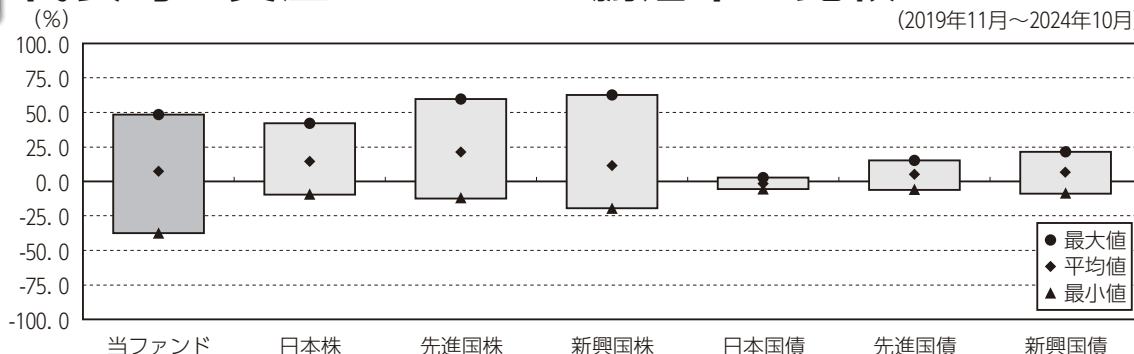 (%)
(2019年11月～2024年10月)
100. 0
75. 0
50. 0
25. 0
0. 0
-25. 0
-50. 0
-75. 0
-100. 0
● 最大値
◆ 平均値
▲ 最小値
当ファンド 日本株 先進国株 新興国株 日本国債 先進国債 新興国債